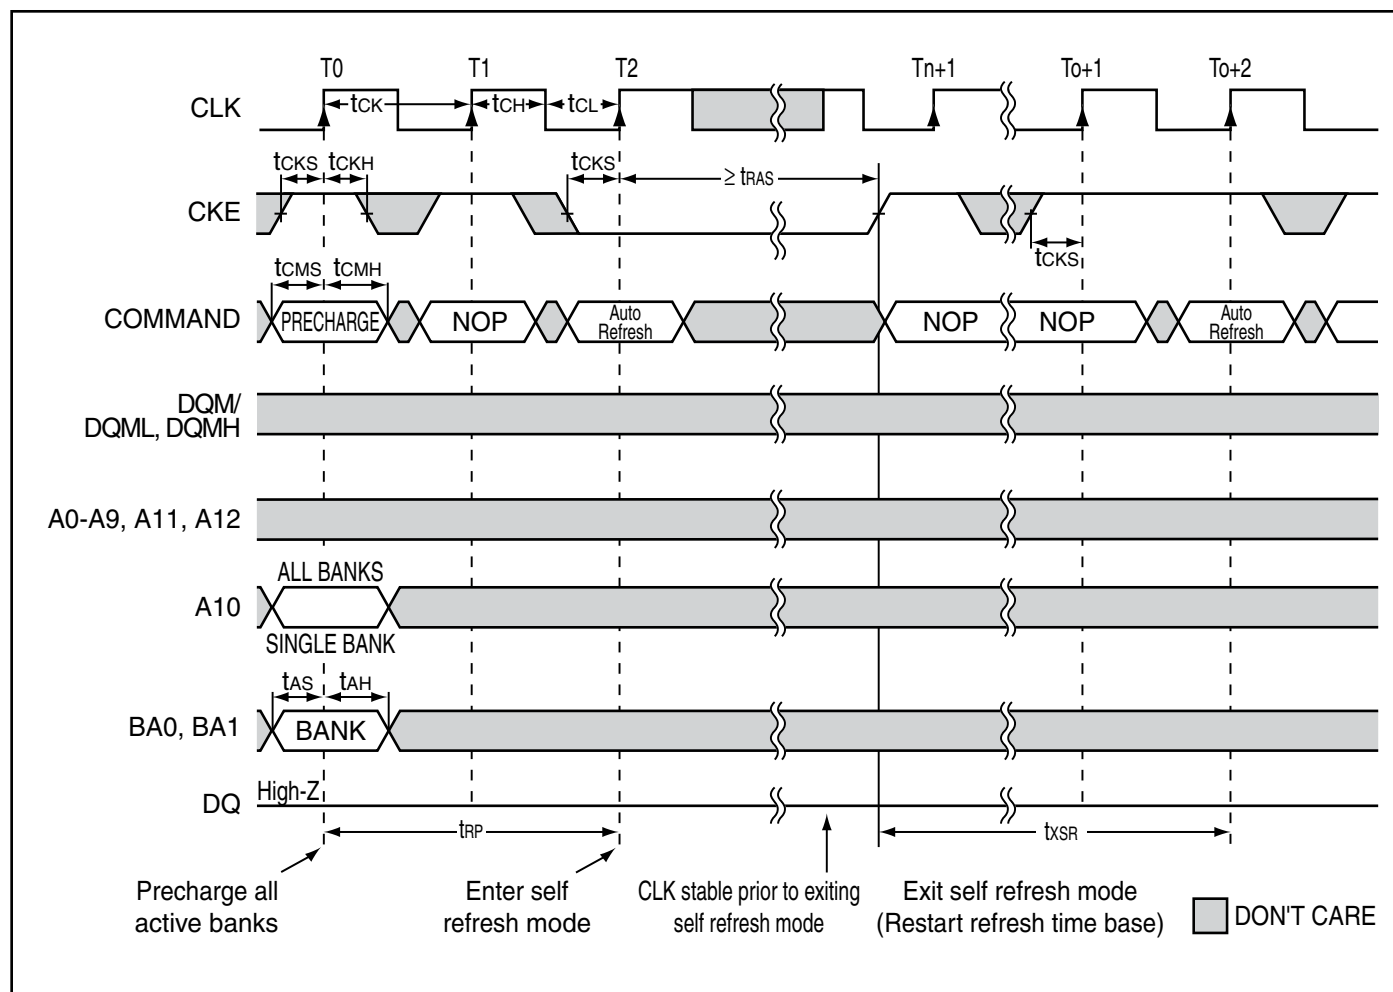 T0 T1 T2 Tn+1 To+1 To+2
CLK
tCK tCH tCL
tCKS tCKH tCKS ≥ tRAS
CKE
tCKS
tCMS tCMH
COMMAND PRECHARGE NOP Auto Refresh NOP NOP Auto Refresh
DQM/
DQML, DQMH
A0-A9, A11, A12
ALL BANKS
A10
SINGLE BANK
tAS tAH
BA0, BA1 BANK
High-Z
DQ
tRP tXSR
Precharge all
active banks
Enter self
refresh mode
CLK stable prior to exiting
self refresh mode
Exit self refresh mode
(Restart refresh time base)
DON'T CARE